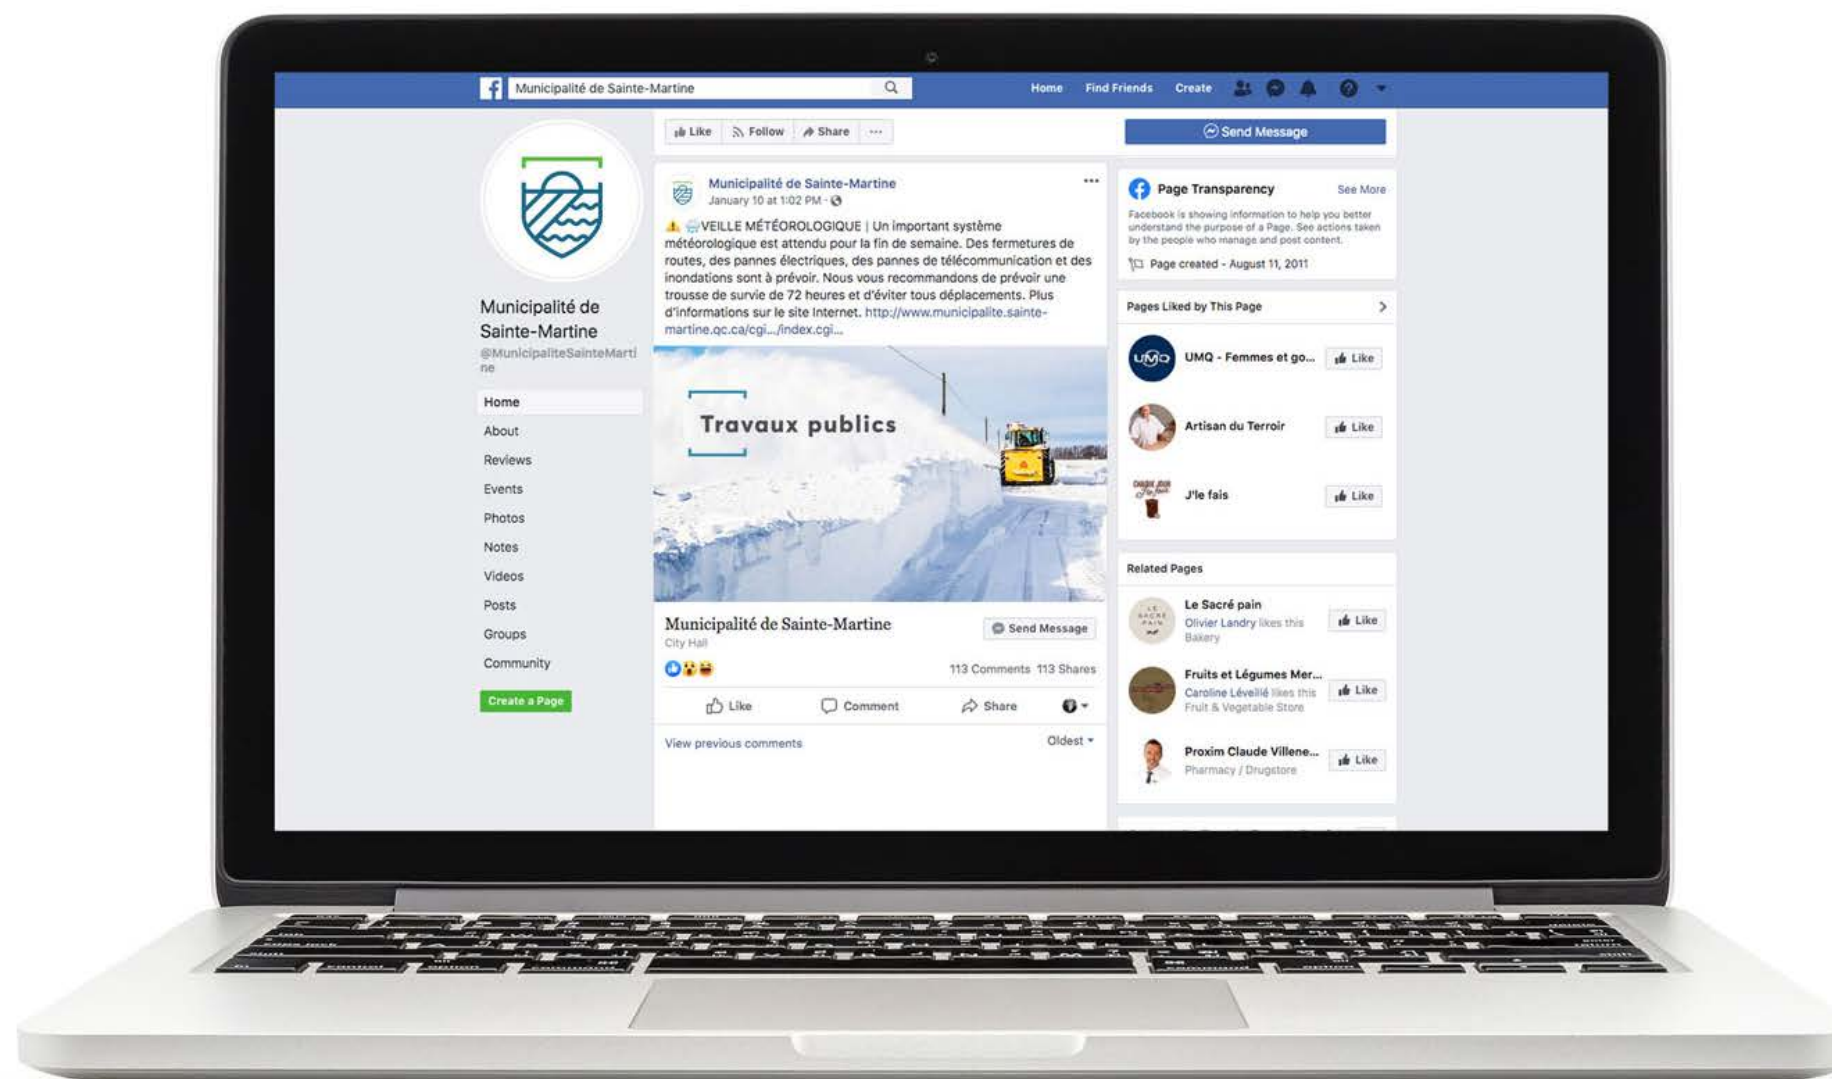 Municipalité de Sainte-Martine
Home Find Friends Create
Municipalité de
Sainte-Martine
@MunicipaliteSainteMarti
ne
Home
About
Reviews
Events
Photos
Notes
Videos
Posts
Groups
Community
Create a Page
Like Follow Share
Municipalité de Sainte-Martine
January 10 at 1:02 PM
VEILLE MÉTÉOROLOGIQUE | Un important système
météorologique est attendu pour la fin de semaine. Des fermetures de
routes, des pannes électriques, des pannes de télécommunication et des
inondations sont à prévoir. Nous vous recommandons de prévoir une
trousse de survie de 72 heures et d'éviter tous déplacements. Plus
d'informations sur le site Internet. http://www.municipalite.sainte-
martine.qc.ca/cgi.../index.cgi...
Travaux publics
Municipalité de Sainte-Martine
City Hall
Send Message
113 Comments 113 Shares
Like Comment Share
View previous comments
Oldest
Send Message
Page Transparency See More
Facebook is showing information to help you better
understand the purpose of a Page. See actions taken
by the people who manage and post content.
Page created - August 11, 2011
Pages Liked by This Page
UMQ
UMQ - Femmes et go... Like
Artisan du Terroir Like
J'le fais Like
Related Pages
LE
SACRÉ
PAIN
Le Sacré pain
Olivier Landry likes this
Bakery
Like
Fruits et Légumes Mer...
Caroline Léveillé likes this
Fruit & Vegetable Store
Like
Proxim Claude Villene...
Pharmacy / Drugstore
Like
command
option